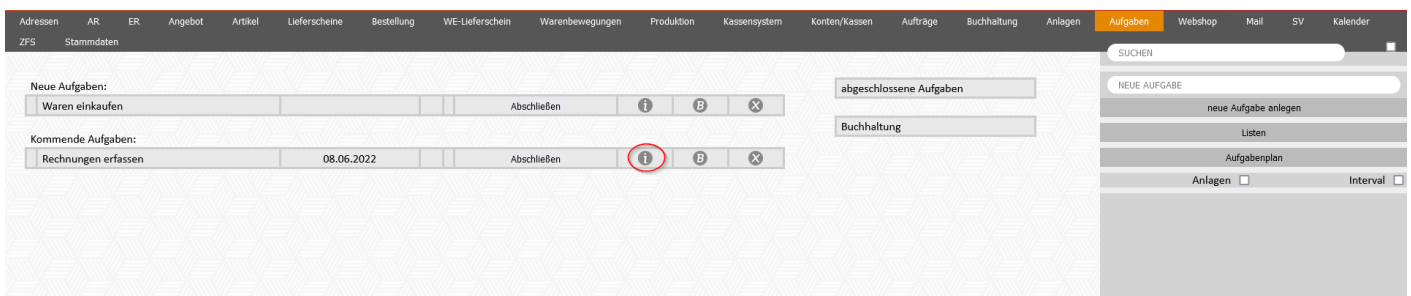 Adressen AR ER Angebot Artikel Lieferscheine Bestellung WE-Lieferschein Warenbewegungen Produktion Kassensystem Konten/Kassen Aufträge Buchhaltung Anlagen Aufgaben Webshop Mail SV Kalender
ZFS Stammdaten
SUCHEN
Neue Aufgaben:
Waren einkaufen Abschließen i B X
Kommende Aufgaben:
Rechnungen erfassen 08.06.2022 Abschließen i B X
abgeschlossene Aufgaben
Buchhaltung
NEUE AUFGABE
neue Aufgabe anlegen
Listen
Aufgabenplan
Anlagen Interval